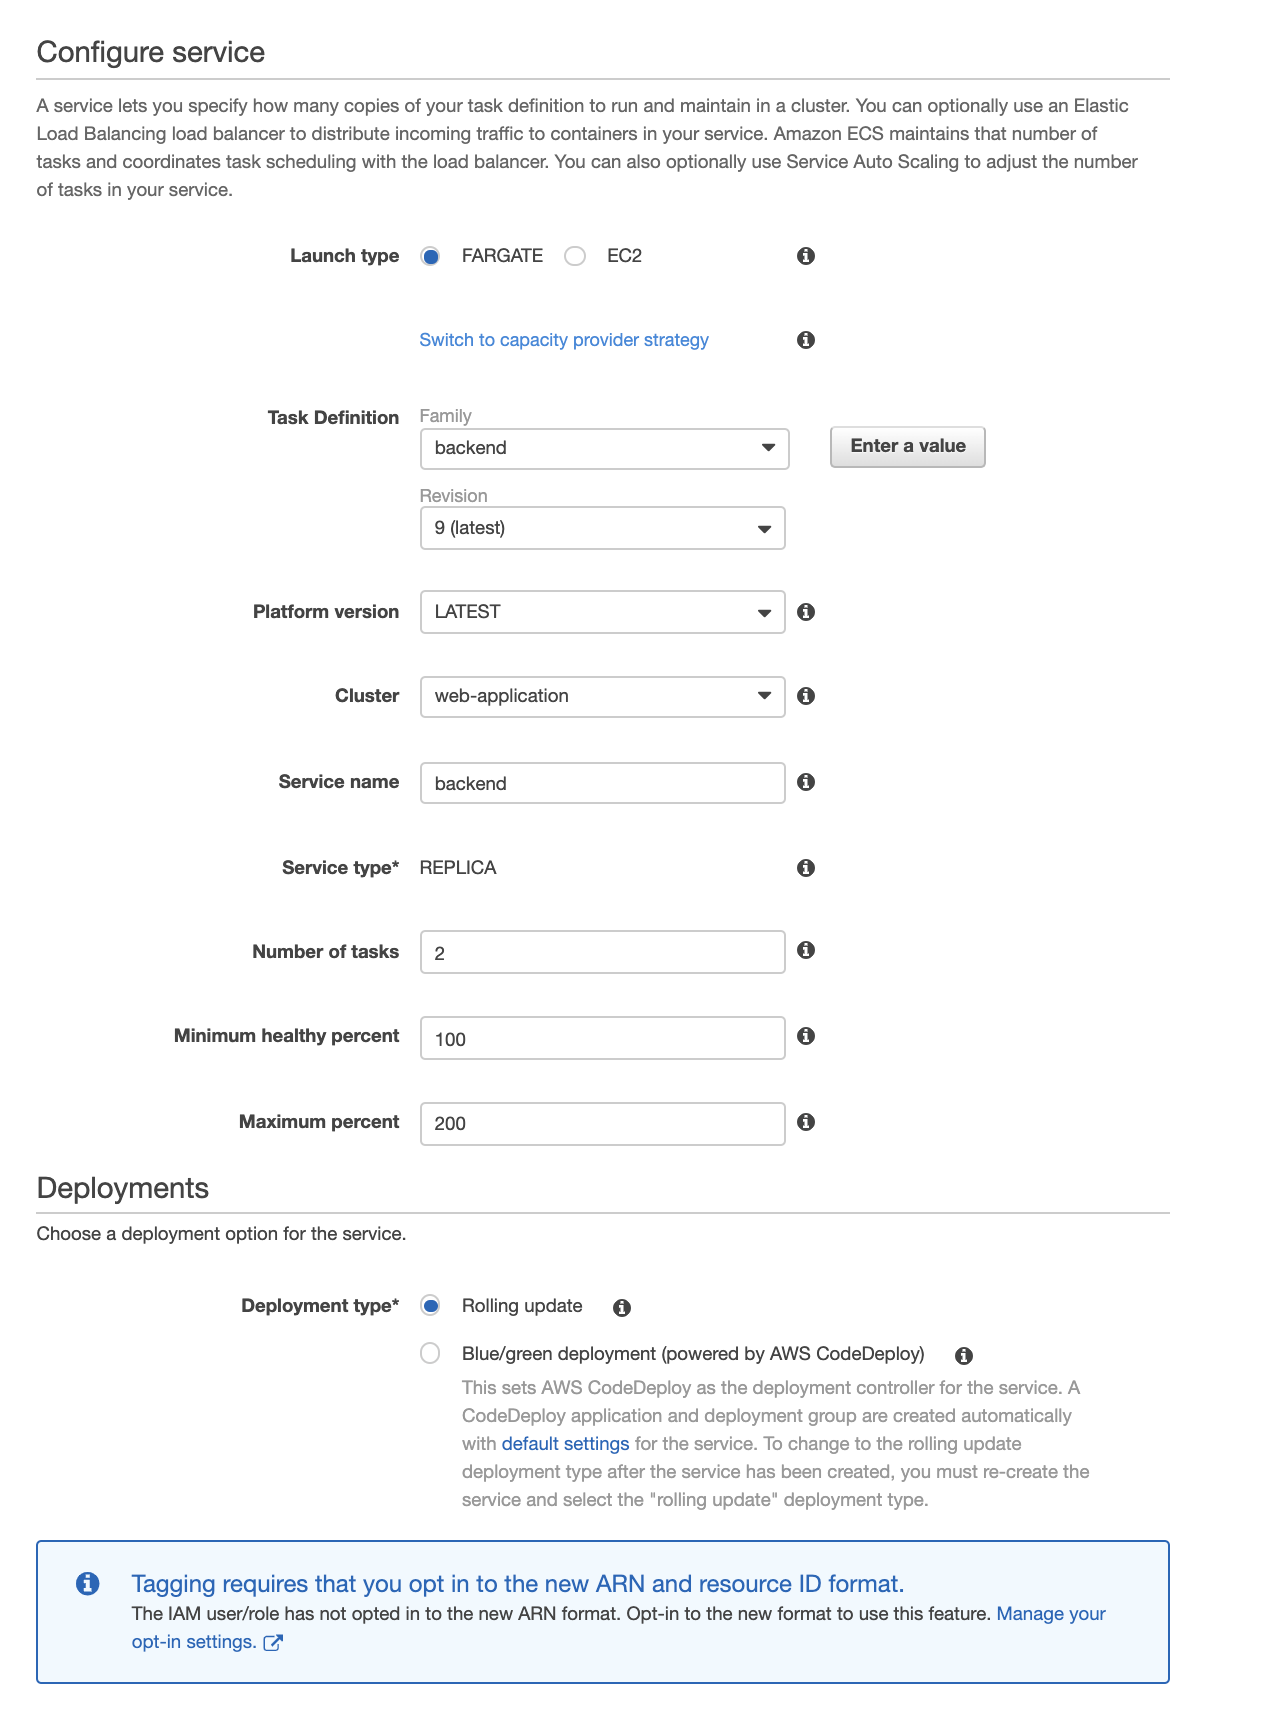 Configure service
A service lets you specify how many copies of your task definition to run and maintain in a cluster. You can optionally use an Elastic
Load Balancing load balancer to distribute incoming traffic to containers in your service. Amazon ECS maintains that number of
tasks and coordinates task scheduling with the load balancer. You can also optionally use Service Auto Scaling to adjust the number
of tasks in your service.
Launch type FARGATE EC2
Switch to capacity provider strategy
Task Definition Family
backend Enter a value
Revision
9 (latest)
Platform version LATEST
Cluster web-application
Service name backend
Service type* REPLICA
Number of tasks 2
Minimum healthy percent 100
Maximum percent 200
Deployments
Choose a deployment option for the service.
Deployment type* Rolling update
Blue/green deployment (powered by AWS CodeDeploy)
This sets AWS CodeDeploy as the deployment controller for the service. A
CodeDeploy application and deployment group are created automatically
with default settings for the service. To change to the rolling update
deployment type after the service has been created, you must re-create the
service and select the "rolling update" deployment type.
Tagging requires that you opt in to the new ARN and resource ID format.
The IAM user/role has not opted in to the new ARN format. Opt-in to the new format to use this feature. Manage your
opt-in settings.